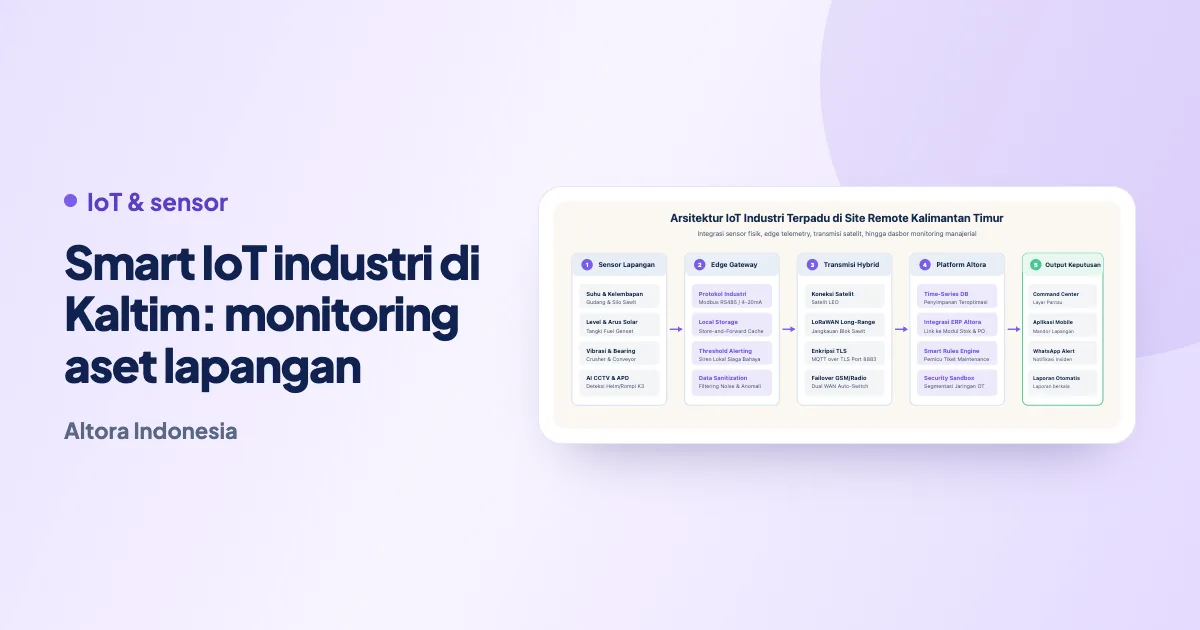 IoT & sensor
Smart IoT industri di
Kaltim: monitoring
aset lapangan
Altora Indonesia
Arsitektur IoT Industri Terpadu di Site Remote Kalimantan Timur
Integrasi sensor fisik, edge telemetry, transmisi satelit, hingga dasbor monitoring manajerial
1 Sensor Lapangan
Suhu & Kelembapan
Gudang & Silo Sawit
Level & Arus Solar
Tangki Fuel Genset
Vibrasi & Bearing
Crusher & Conveyor
AI CCTV & APD
Deteksi Helm/Rompi K3
2 Edge Gateway
Protokol Industri
Modbus RS485 / 4-20mA
Local Storage
Store-and-Forward Cache
Threshold Alerting
Siren Lokal Siaga Bahaya
Data Sanitization
Filtering Noise & Anomali
3 Transmisi Hybrid
Koneksi Satelit
Satelit LEO
LoRaWAN Long-Range
Jangkauan Blok Sawit
Enkripsi TLS
MQTT over TLS Port 8883
Failover GSM/Radio
Dual WAN Auto-Switch
4 Platform Altora
Time-Series DB
Penyimpanan Teroptimasi
Integrasi ERP Altora
Link ke Modul Stok & PO
Smart Rules Engine
Pemicu Tiket Maintenance
Security Sandbox
Segmentasi Jaringan OT
5 Output Keputusan
Command Center
Layar Pantau
Aplikasi Mobile
Mandor Lapangan
WhatsApp Alert
Notifikasi Insiden
Laporan Otomatis
Laporan berkala